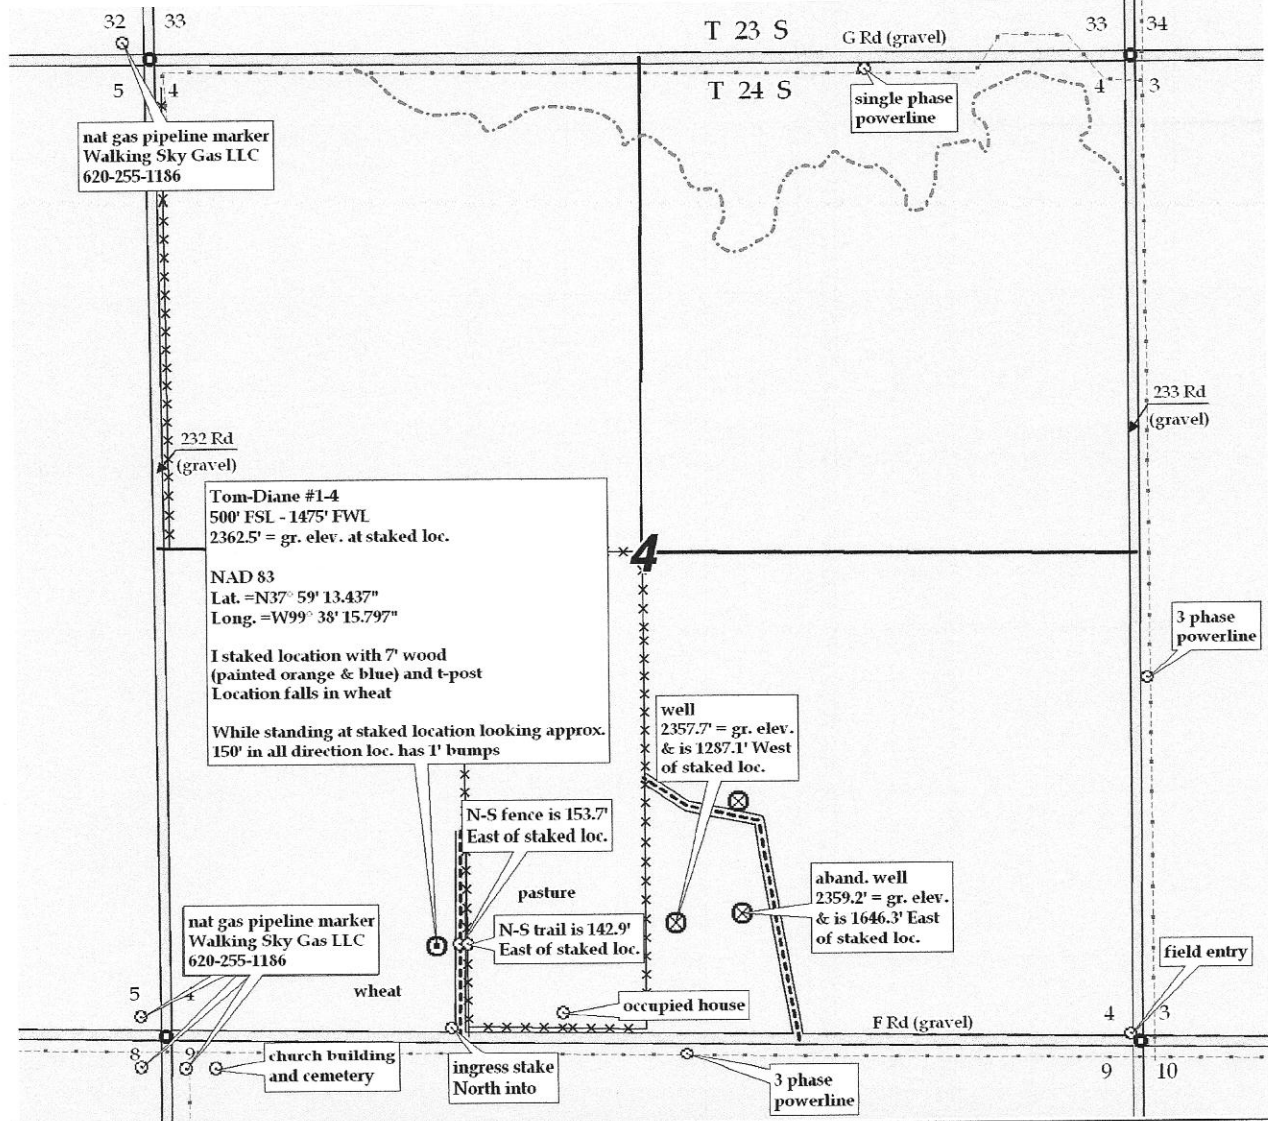 32
33
T 23 S
G Rd (gravel)
33
34
5
4
T 24 S
4
3
single phase
powerline
nat gas pipeline marker
Walking Sky Gas LLC
620-255-1186
233 Rd
(gravel)
232 Rd
(gravel)
Tom-Diane #1-4
500' FSL - 1475' FWL
2362.5' = gr. elev. at staked loc.
NAD 83
Lat. =N37° 59' 13.437"
Long. =W99° 38' 15.797"
I staked location with 7' wood
(painted orange & blue) and t-post
Location falls in wheat
While standing at staked location looking approx.
150' in all direction loc. has 1' bumps
4
3 phase
powerline
well
2357.7' = gr. elev.
& is 1287.1' West
of staked loc.
N-S fence is 153.7'
East of staked loc.
pasture
aband. well
2359.2' = gr. elev.
& is 1646.3' East
of staked loc.
N-S trail is 142.9'
East of staked loc.
nat gas pipeline marker
Walking Sky Gas LLC
620-255-1186
field entry
5
4
wheat
occupied house
F Rd (gravel)
4
3
8
9
church building
and cemetery
ingress stake
North into
3 phase
powerline
9
10